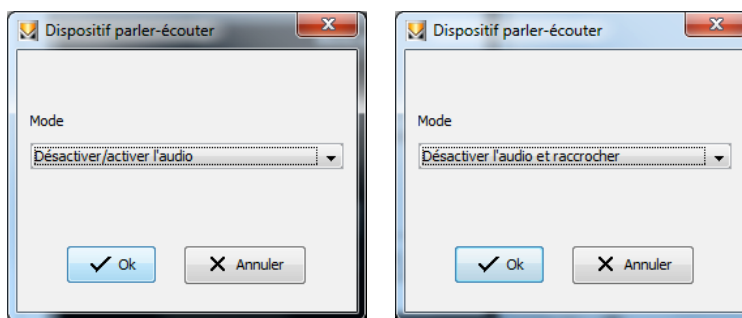 Dispositif parler-écouter
Mode
Désactiver/activer l'audio
Ok
Annuler
Dispositif parler-écouter
Mode
Désactiver l'audio et raccrocher
Ok
Annuler